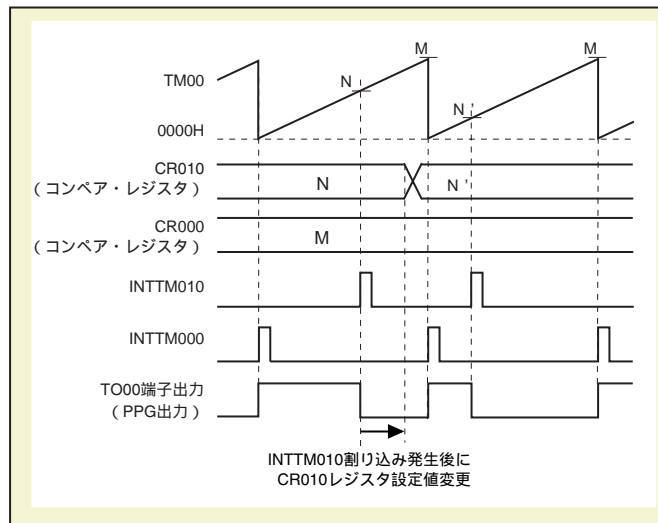 M
M
N
N'
TM00
0000H
CR010
（コンペア・レジスタ）
N
N'
CR000
（コンペア・レジスタ）
M
INTTM010
INTTM000
TO00端子出力
（PPG出力）
INTTM010割り込み発生後に
CR010レジスタ設定値変更